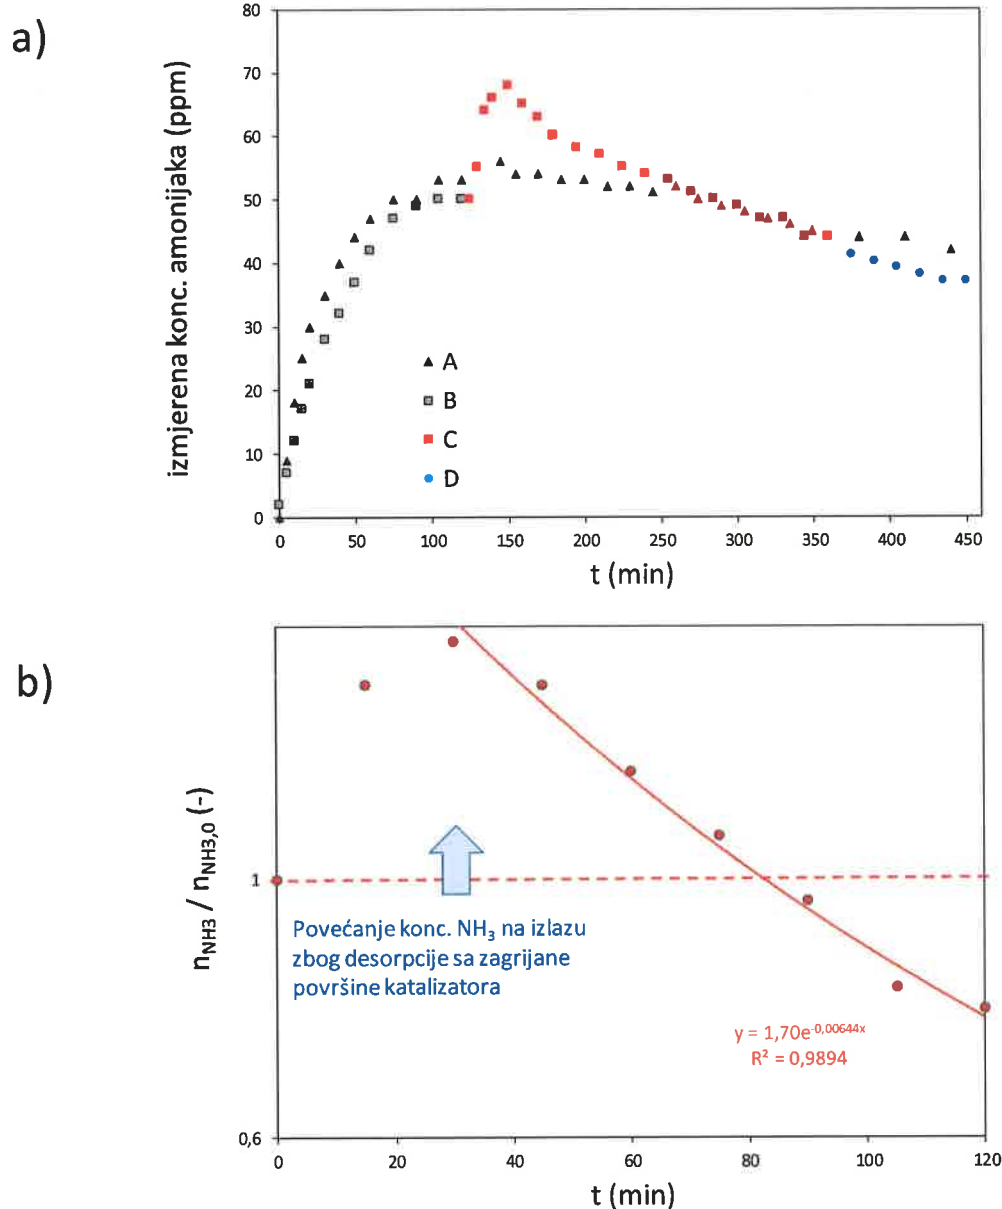 a)
izmjerena konc. amonijaka (ppm)
80
70
60
50
40
30
20
10
0
A
B
C
D
0 50 100 150 200 250 300 350 400 450
t (min)
b)
n_NH3 / n_NH3,0 (-)
1
0,6
Povećanje konc. NH₃ na izlazu
zbog desorpcije sa zagrijane
površine katalizatora
y = 1,70e^-0,00644x
R² = 0,9894
0 20 40 60 80 100 120
t (min)